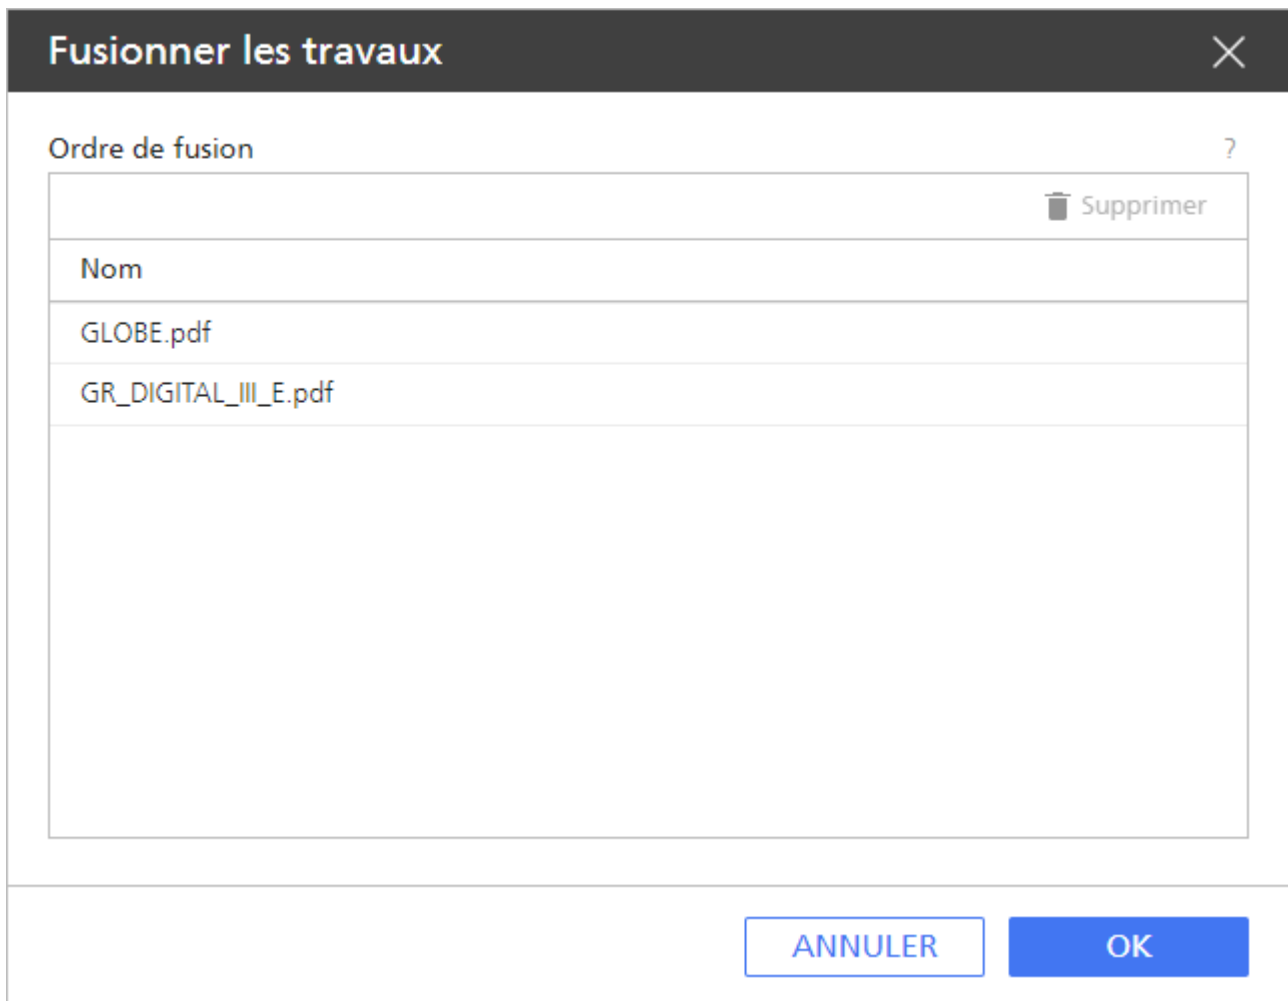 Fusionner les travaux
Ordre de fusion ?
Supprimer
Nom
GLOBE.pdf
GR_DIGITAL_III_E.pdf
ANNULER OK